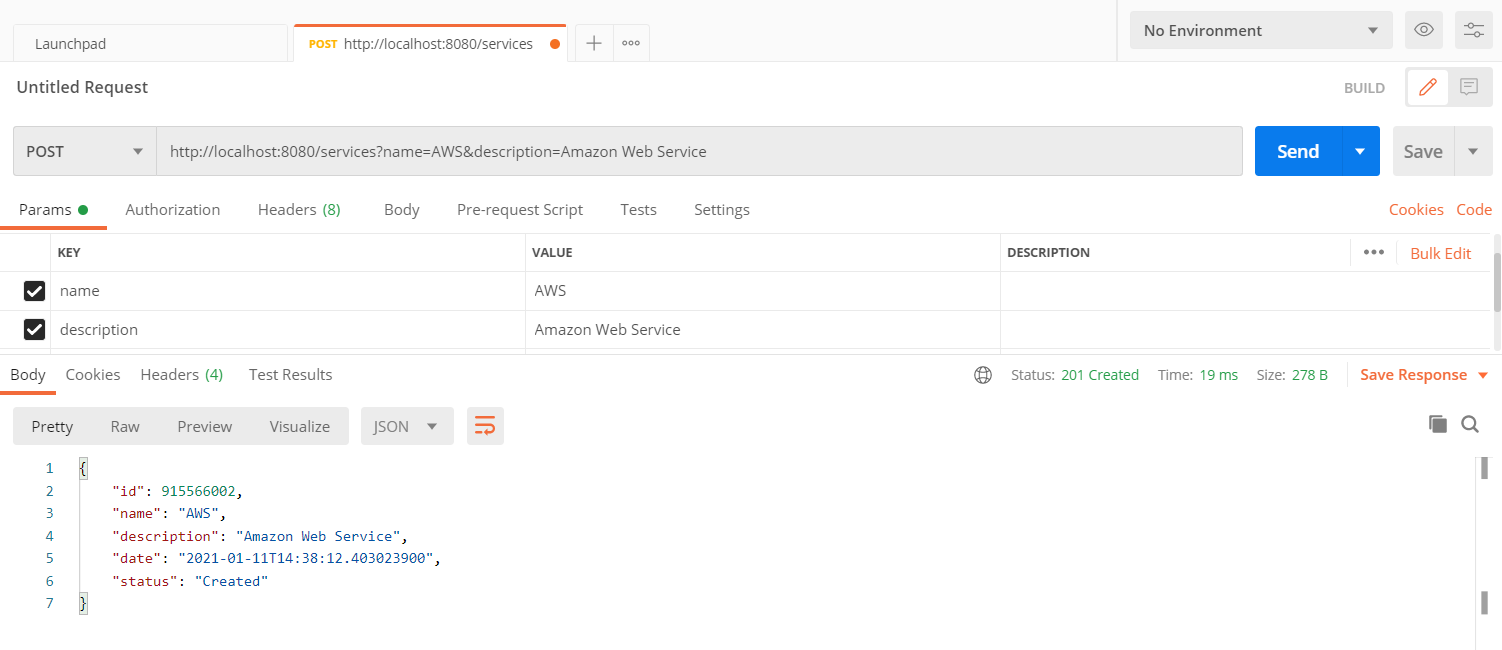 Launchpad
POST http://localhost:8080/services
No Environment
Untitled Request
BUILD
POST
http://localhost:8080/services?name=AWS&description=Amazon Web Service
Send
Save
Params
Authorization
Headers (8)
Body
Pre-request Script
Tests
Settings
Cookies
Code
KEY
VALUE
DESCRIPTION
Bulk Edit
name
AWS
description
Amazon Web Service
Body
Cookies
Headers (4)
Test Results
Status: 201 Created
Time: 19 ms
Size: 278 B
Save Response
Pretty
Raw
Preview
Visualize
JSON
1 {
2 "id": 915566002,
3 "name": "AWS",
4 "description": "Amazon Web Service",
5 "date": "2021-01-11T14:38:12.403023900",
6 "status": "Created"
7 }